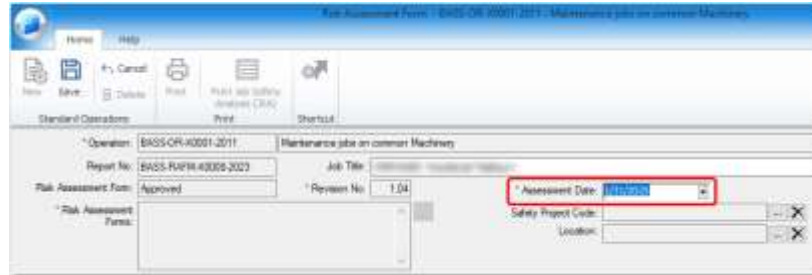 Risk Assessment Form - BASS-OR-X0001-2011 - Maintenance jobs on common Machinery
Home Help
New Save Cancel Delete Print Print Job Safety Analysis (JSA) Shortcut
Standard Operations Print Shortcut
* Operation: BASS-OR-X0001-2011 Maintenance jobs on common Machinery
Report No: BASS-RAFM-X0006-2023 Job Title:
Risk Assessment Form: Approved * Revision No: 1.04 * Assessment Date:
* Risk Assessment Forms: Safety Project Code: ...
Location: ...